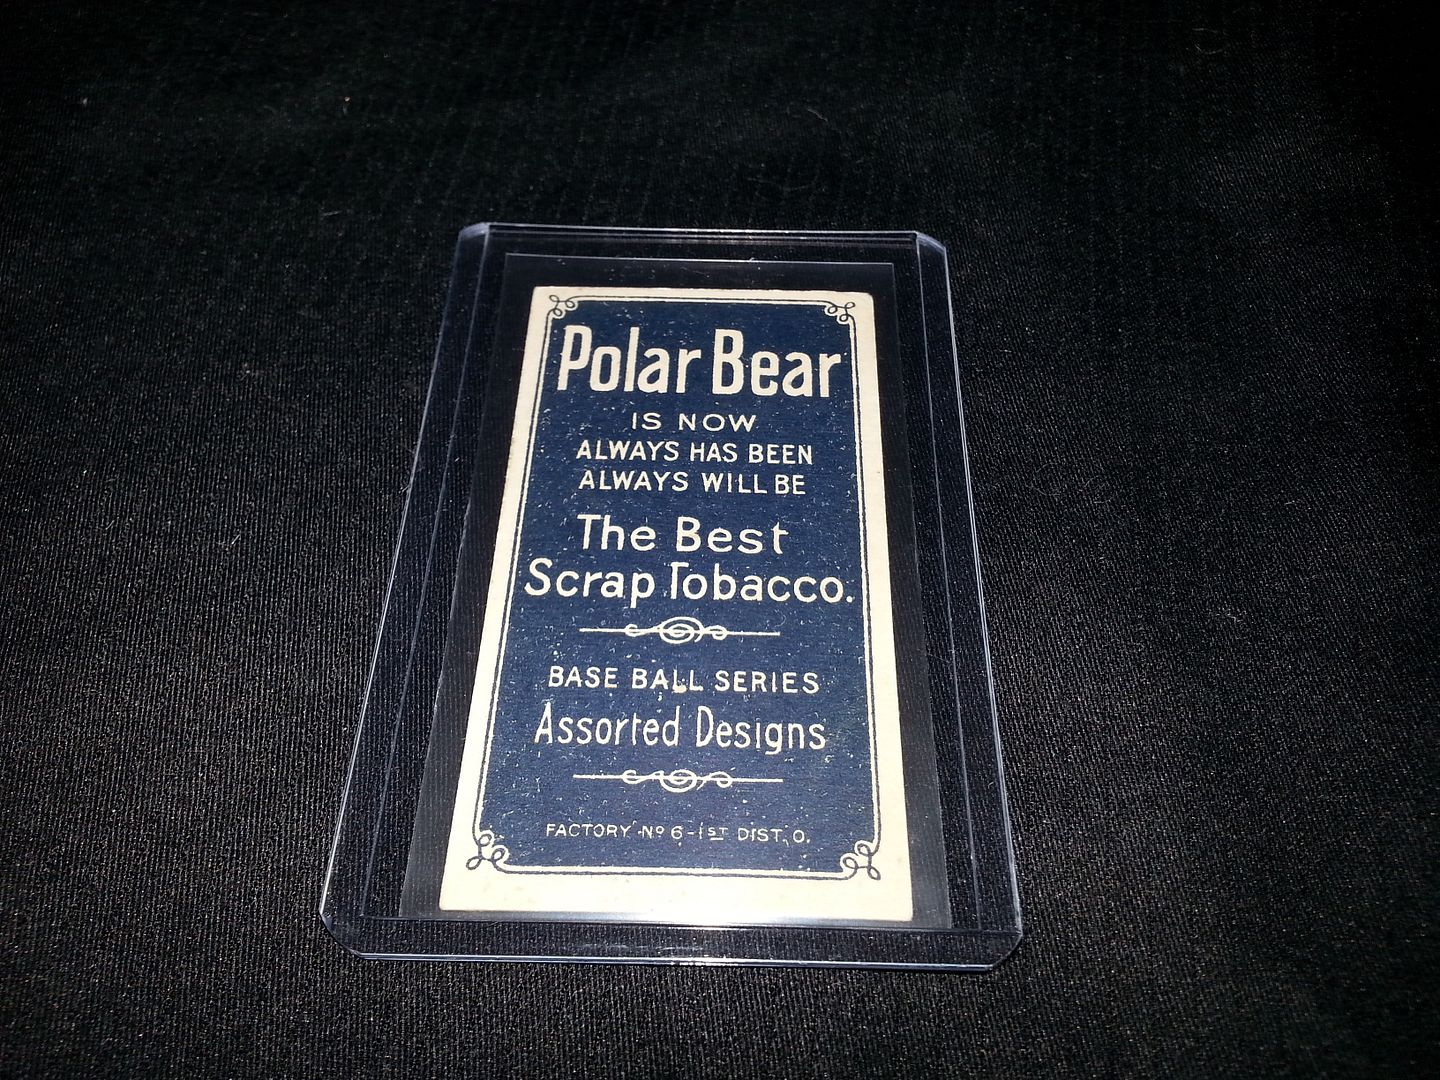 Polar Bear
IS NOW
ALWAYS HAS BEEN
ALWAYS WILL BE
The Best
Scrap Tobacco.
BASE BALL SERIES
Assorted Designs
FACTORY Nº 6-1ST DIST, O.